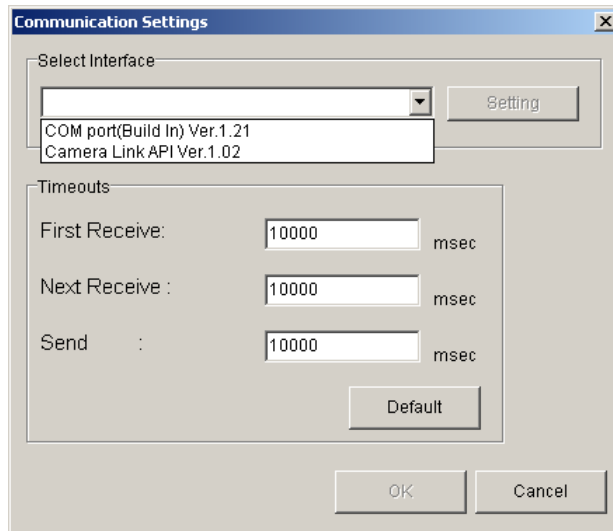 Communication Settings
Select Interface
Setting
COM port(Build In) Ver.1.21
Camera Link API Ver.1.02
Timeouts
First Receive: 10000 msec
Next Receive : 10000 msec
Send : 10000 msec
Default
OK Cancel